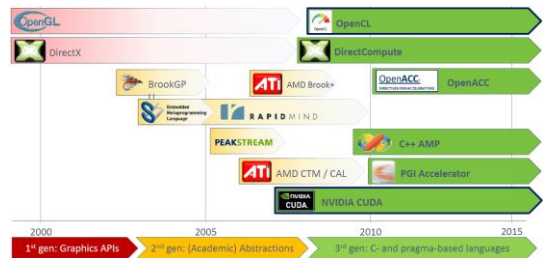 OpenGL
OpenCL
DirectX
DirectCompute
BrookGP
ATI
AMD Brook+
OpenACC.
DIRECTIVES FOR ACCELERATORS
OpenACC
Embedded
Metaprogramming
Language
RAPIDMIND
PEAKSTREAM
C++ AMP
ATI
AMD CTM / CAL
PGI Accelerator
NVIDIA
CUDA.
NVIDIA CUDA
2000
2005
2010
2015
1st gen: Graphics APIs
2nd gen: (Academic) Abstractions
3rd gen: C- and pragma-based languages